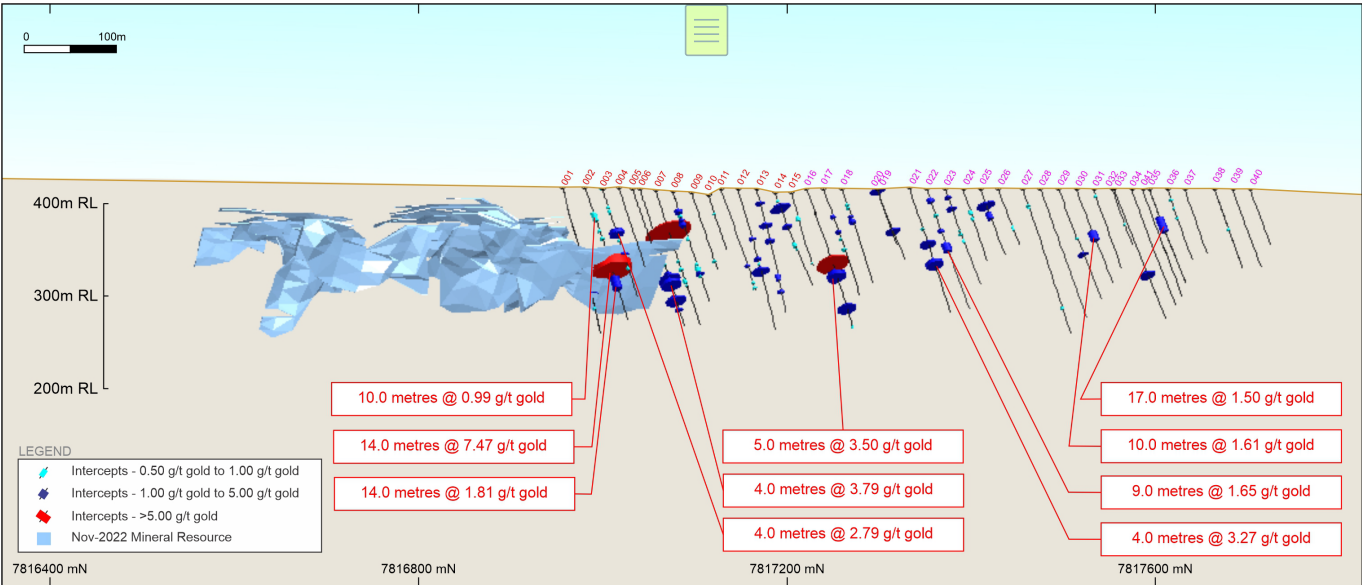 0 100m
001
002
003
004
005
006
007
008
009
010
011
012
013
014
015
016
017
018
020
019
021
022
023
024
025
026
027
028
029
030
031
032
033
034
041
035
036
037
038
039
040
400m RL
300m RL
200m RL
10.0 metres @ 0.99 g/t gold
14.0 metres @ 7.47 g/t gold
14.0 metres @ 1.81 g/t gold
5.0 metres @ 3.50 g/t gold
4.0 metres @ 3.79 g/t gold
4.0 metres @ 2.79 g/t gold
17.0 metres @ 1.50 g/t gold
10.0 metres @ 1.61 g/t gold
9.0 metres @ 1.65 g/t gold
4.0 metres @ 3.27 g/t gold
LEGEND
Intercepts - 0.50 g/t gold to 1.00 g/t gold
Intercepts - 1.00 g/t gold to 5.00 g/t gold
Intercepts - >5.00 g/t gold
Nov-2022 Mineral Resource
7816400 mN 7816800 mN 7817200 mN 7817600 mN